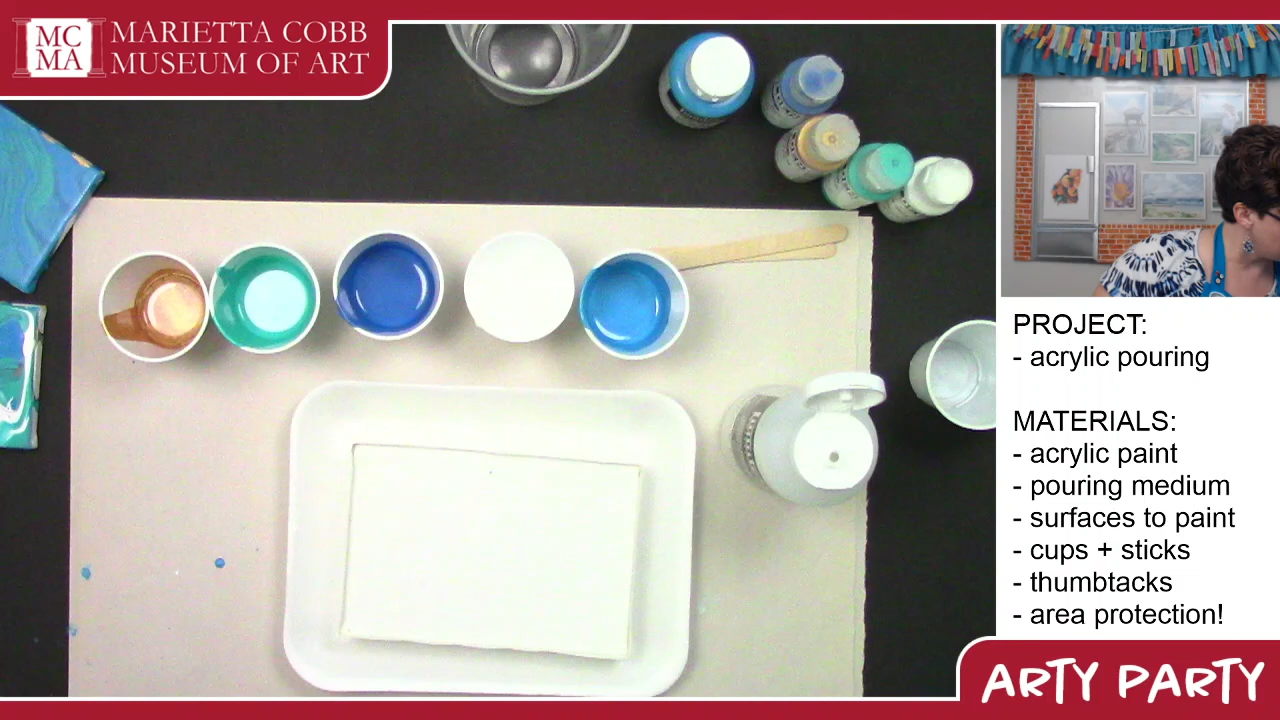 MC
MA
MARIETTA COBB
MUSEUM OF ART
PROJECT:
- acrylic pouring
MATERIALS:
- acrylic paint
- pouring medium
- surfaces to paint
- cups + sticks
- thumbtacks
- area protection!
ARTY PARTY